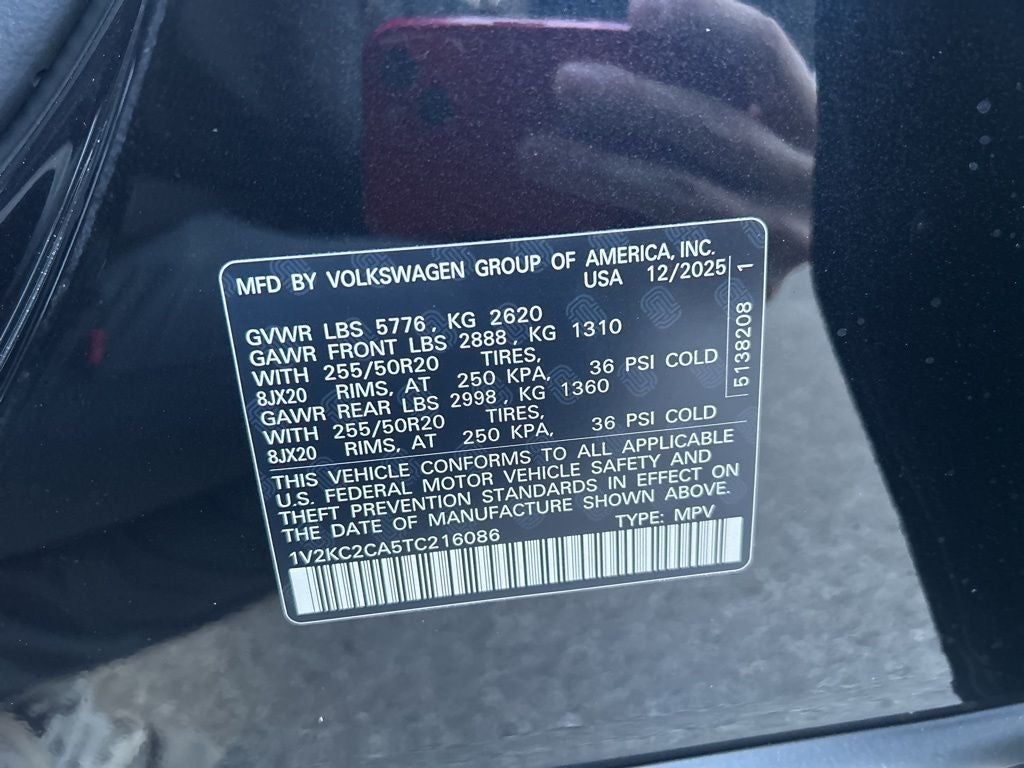 MFD BY VOLKSWAGEN GROUP OF AMERICA, INC.
USA 12/2025
GVWR LBS 5776, KG 2620
GAWR FRONT LBS 2888, KG 1310
WITH 255/50R20 TIRES,
8JX20 RIMS, AT 250 KPA, 36 PSI COLD
GAWR REAR LBS 2998, KG 1360
WITH 255/50R20 TIRES,
8JX20 RIMS, AT 250 KPA, 36 PSI COLD
THIS VEHICLE CONFORMS TO ALL APPLICABLE
U.S. FEDERAL MOTOR VEHICLE SAFETY AND
THEFT PREVENTION STANDARDS IN EFFECT ON
THE DATE OF MANUFACTURE SHOWN ABOVE.
1V2KC2CA5TC216086 TYPE: MPV
5138208 1